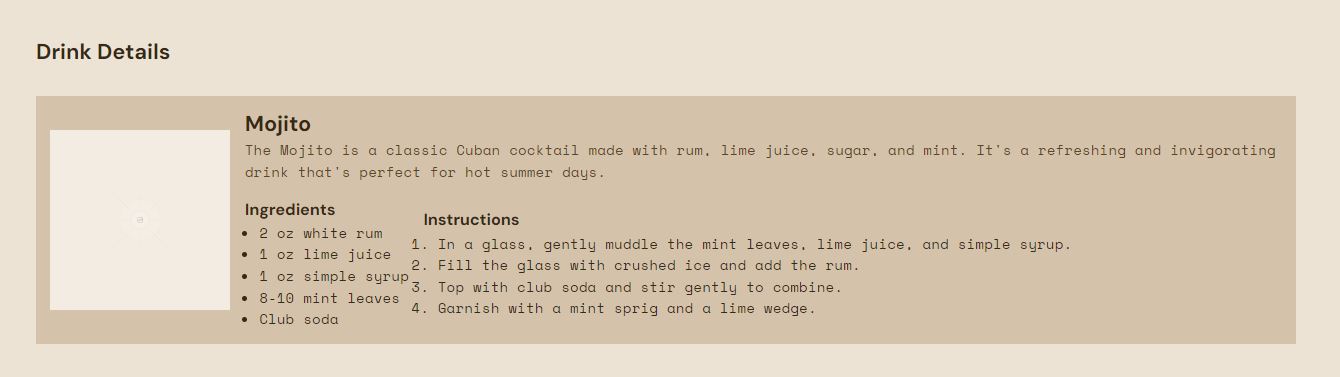 Drink Details
Mojito
The Mojito is a classic Cuban cocktail made with rum, lime juice, sugar, and mint. It's a refreshing and invigorating
drink that's perfect for hot summer days.
Ingredients
• 2 oz white rum
• 1 oz lime juice
• 1 oz simple syrup
• 8-10 mint leaves
• Club soda
Instructions
1. In a glass, gently muddle the mint leaves, lime juice, and simple syrup.
2. Fill the glass with crushed ice and add the rum.
3. Top with club soda and stir gently to combine.
4. Garnish with a mint sprig and a lime wedge.